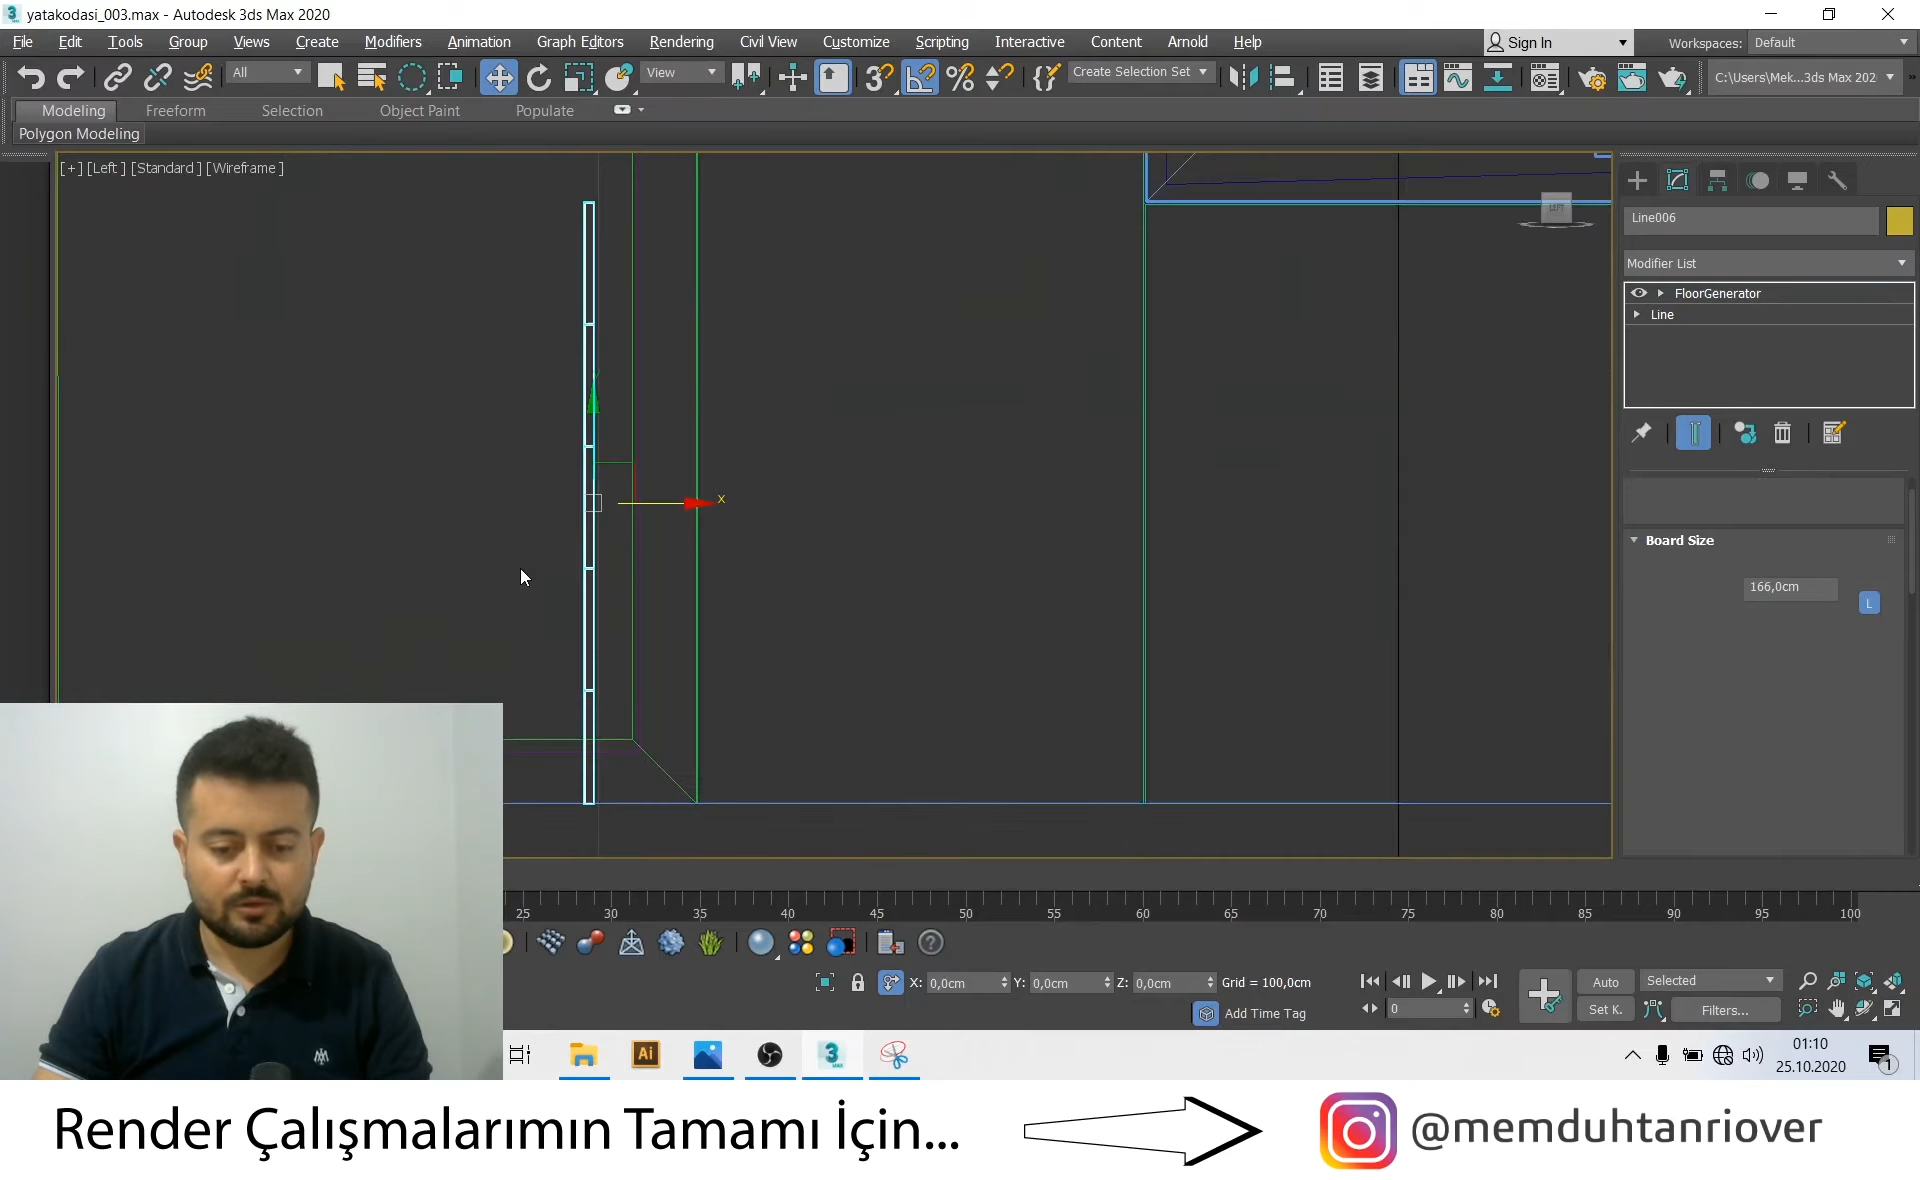 yatakodasi_003.max - Autodesk 3ds Max 2020
File Edit Tools Group Views Create Modifiers Animation Graph Editors Rendering Civil View Customize Scripting Interactive Content Arnold Help Sign In Workspaces: Default
All View Create Selection Set C:\Users\Mek...3ds Max 202
Modeling Freeform Selection Object Paint Populate
Polygon Modeling
[+] [Left ] [Standard ] [Wireframe ]
LEFT
Line006
Modifier List
FloorGenerator
Line
x
Board Size
166,0cm
L
25 30 35 40 45 50 55 60 65 70 75 80 85 90 95 100
X: 0,0cm Y: 0,0cm Z: 0,0cm Grid = 100,0cm Auto Selected
Add Time Tag 0 Set K. Filters...
Ai 3 MAX
01:10
25.10.2020
1
Render Çalışmalarımın Tamamı İçin... @memduhtanriover